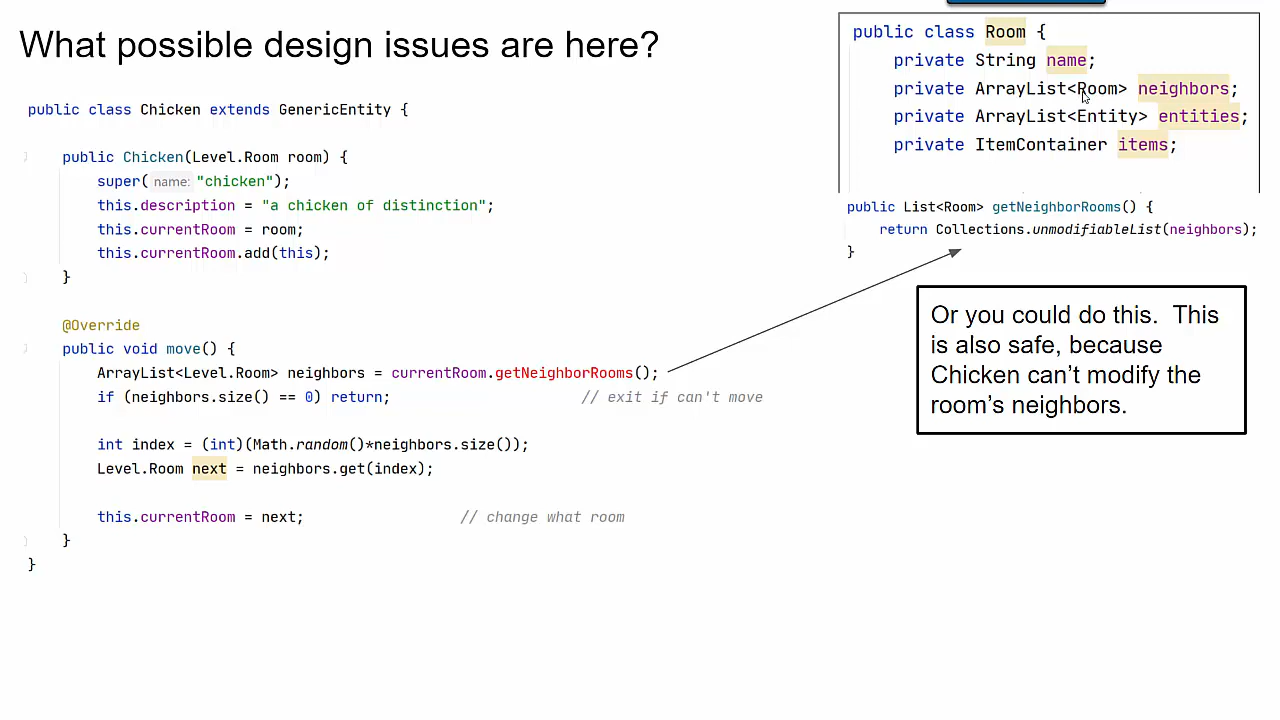 What possible design issues are here?
public class Chicken extends GenericEntity {
public Chicken(Level.Room room) {
super( name: "chicken");
this.description = "a chicken of distinction";
this.currentRoom = room;
this.currentRoom.add(this);
}
@Override
public void move() {
ArrayList<Level.Room> neighbors = currentRoom.getNeighborRooms();
if (neighbors.size() == 0) return; // exit if can't move
int index = (int)(Math.random()*neighbors.size());
Level.Room next = neighbors.get(index);
this.currentRoom = next; // change what room
}
}
public class Room {
private String name;
private ArrayList<Room> neighbors;
private ArrayList<Entity> entities;
private ItemContainer items;
public List<Room> getNeighborRooms() {
return Collections.unmodifiableList(neighbors);
}
Or you could do this. This
is also safe, because
Chicken can’t modify the
room’s neighbors.